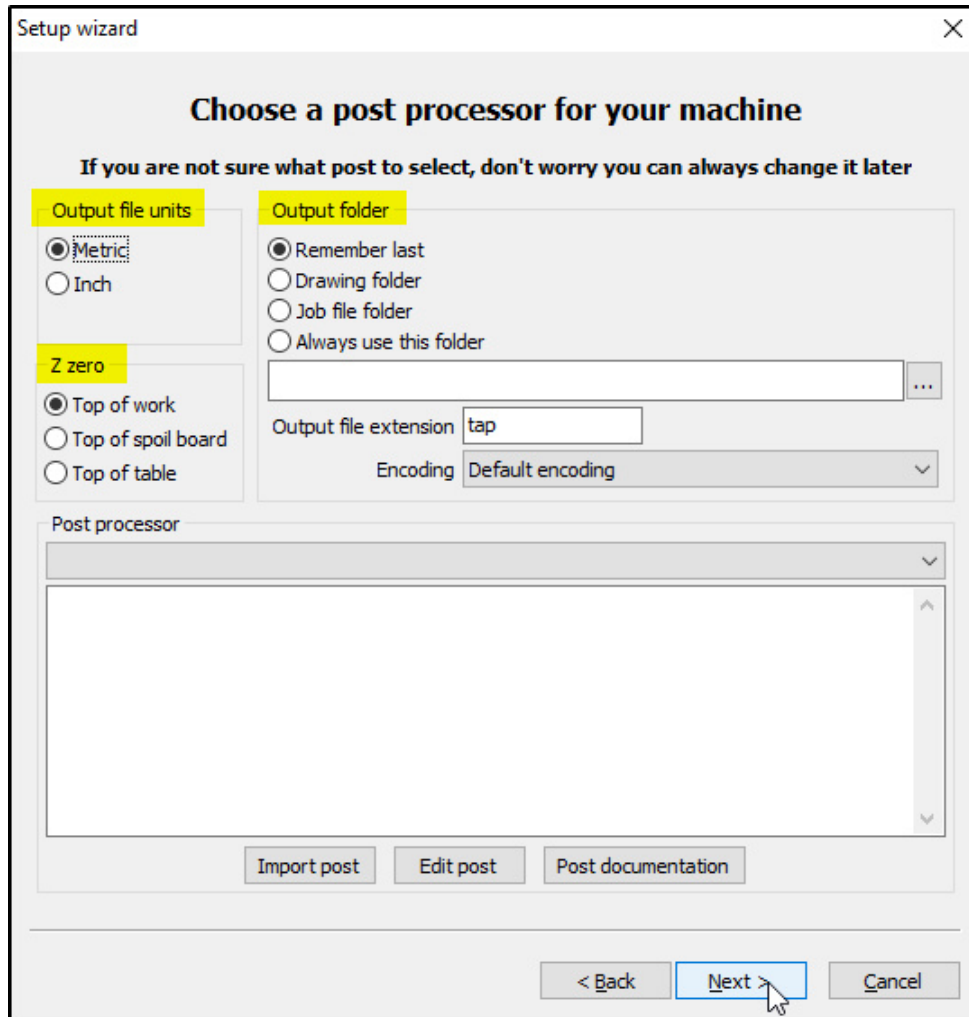 Setup wizard
Choose a post processor for your machine
If you are not sure what post to select, don't worry you can always change it later
Output file units
Metric
Inch
Z zero
Top of work
Top of spoil board
Top of table
Output folder
Remember last
Drawing folder
Job file folder
Always use this folder
...
Output file extension tap
Encoding Default encoding
Post processor
Import post Edit post Post documentation
< Back Next > Cancel